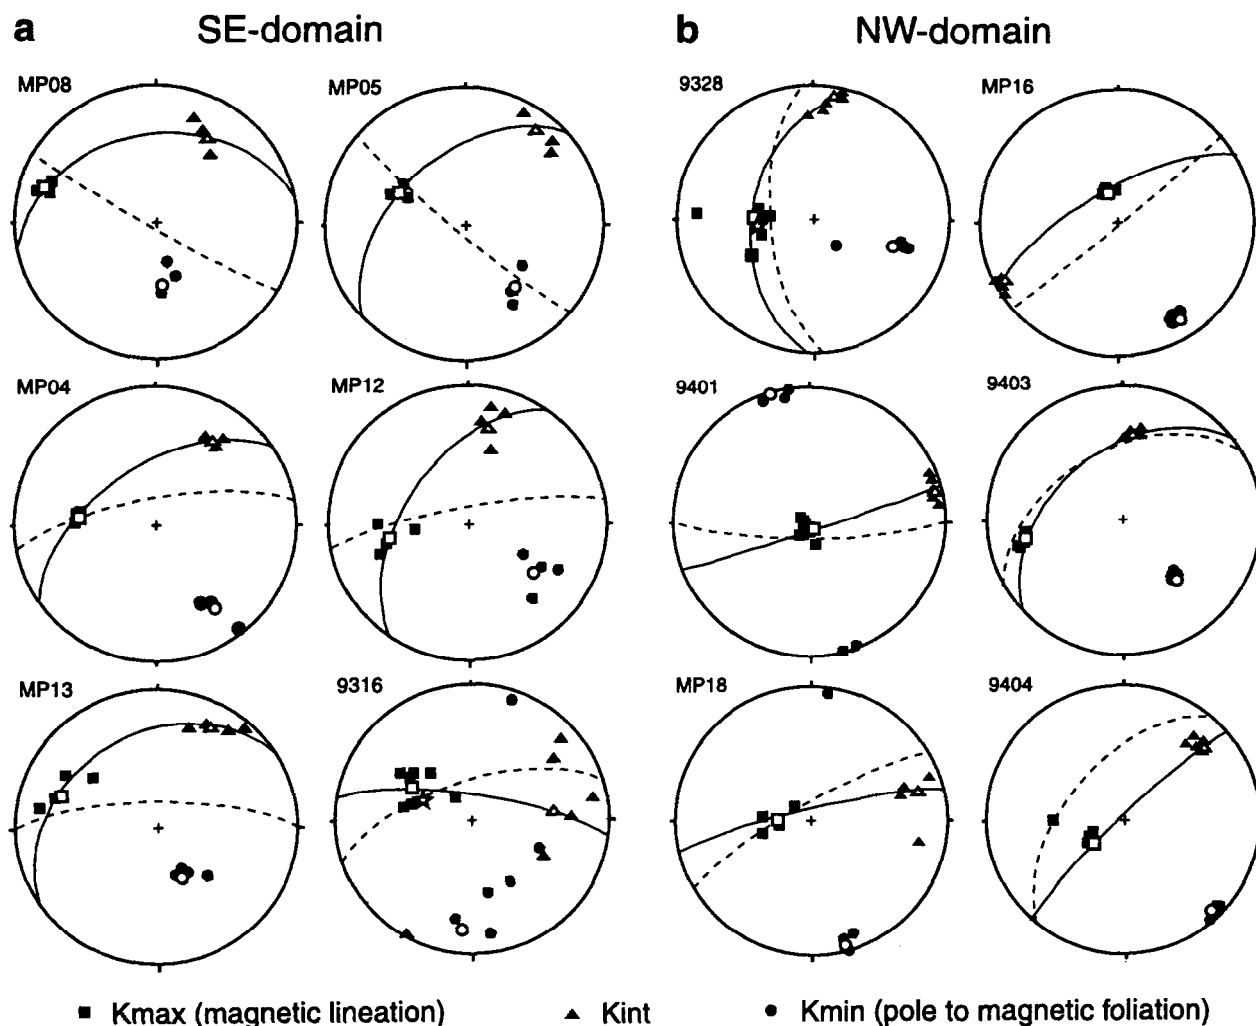 a SE-domain
b NW-domain
MP08
MP05
9328
MP16
MP04
MP12
9401
9403
MP13
9316
MP18
9404
Kmax (magnetic lineation)
Kint
Kmin (pole to magnetic foliation)